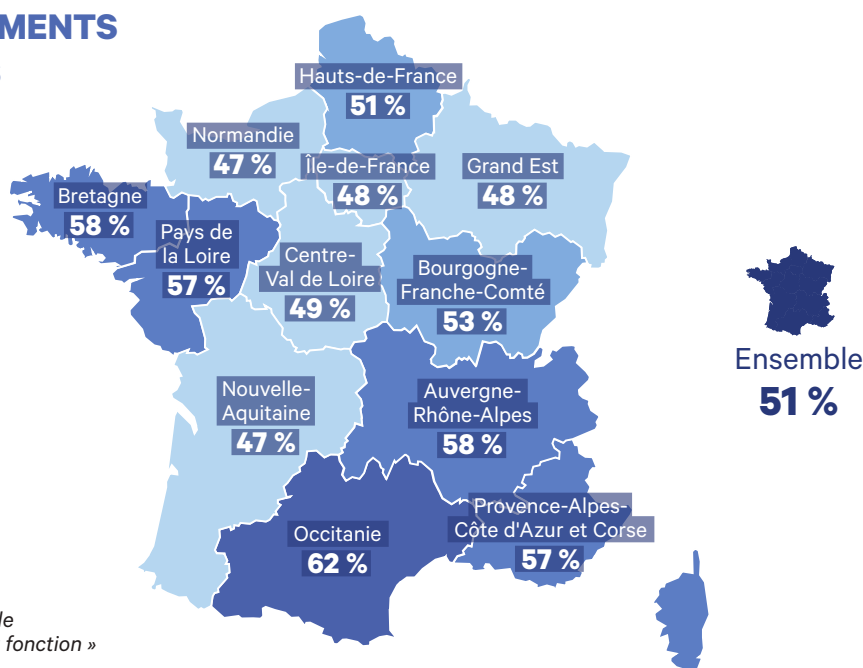 MENTS
Hauts-de-France
51 %
Normandie
47 %
Île-de-France
48 %
Grand Est
48 %
Bretagne
58 %
Pays de
la Loire
57 %
Centre-
Val de Loire
49 %
Bourgogne-
Franche-Comté
53 %
Ensemble
51 %
Nouvelle-
Aquitaine
47 %
Auvergne-
Rhône-Alpes
58 %
Provence-Alpes-
Côte d'Azur et Corse
57 %
Occitanie
62 %
fonction »